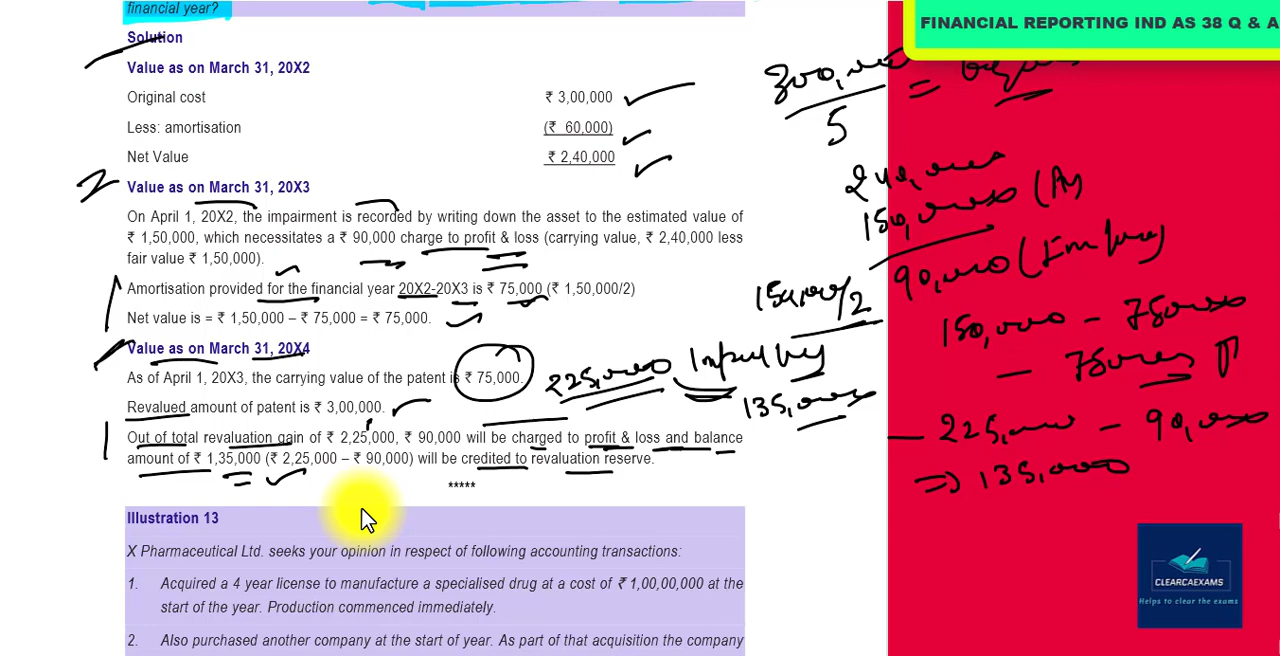 financial year?
FINANCIAL REPORTING IND AS 38 Q & A
Solution
Value as on March 31, 20X2
Original cost ₹ 3,00,000
Less: amortisation (₹ 60,000)
Net Value ₹ 2,40,000
Value as on March 31, 20X3
On April 1, 20X2, the impairment is recorded by writing down the asset to the estimated value of
₹ 1,50,000, which necessitates a ₹ 90,000 charge to profit & loss (carrying value, ₹ 2,40,000 less
fair value ₹ 1,50,000).
Amortisation provided for the financial year 20X2-20X3 is ₹ 75,000 (₹ 1,50,000/2)
Net value is = ₹ 1,50,000 – ₹ 75,000 = ₹ 75,000.
Value as on March 31, 20X4
As of April 1, 20X3, the carrying value of the patent is ₹ 75,000.
Revalued amount of patent is ₹ 3,00,000.
Out of total revaluation gain of ₹ 2,25,000, ₹ 90,000 will be charged to profit & loss and balance
amount of ₹ 1,35,000 (₹ 2,25,000 – ₹ 90,000) will be credited to revaluation reserve.
*****
Illustration 13
X Pharmaceutical Ltd. seeks your opinion in respect of following accounting transactions:
1. Acquired a 4 year license to manufacture a specialised drug at a cost of ₹ 1,00,00,000 at the
start of the year. Production commenced immediately.
2. Also purchased another company at the start of year. As part of that acquisition the company
300,000
5
=
240,000
150,000
90,000
150,000/2
150,000 – 75000
– 75000
225,000
135,000
– 225,000 – 90,000
=> 135,000
CLEARCAEXAMS
Helps to clear the exams